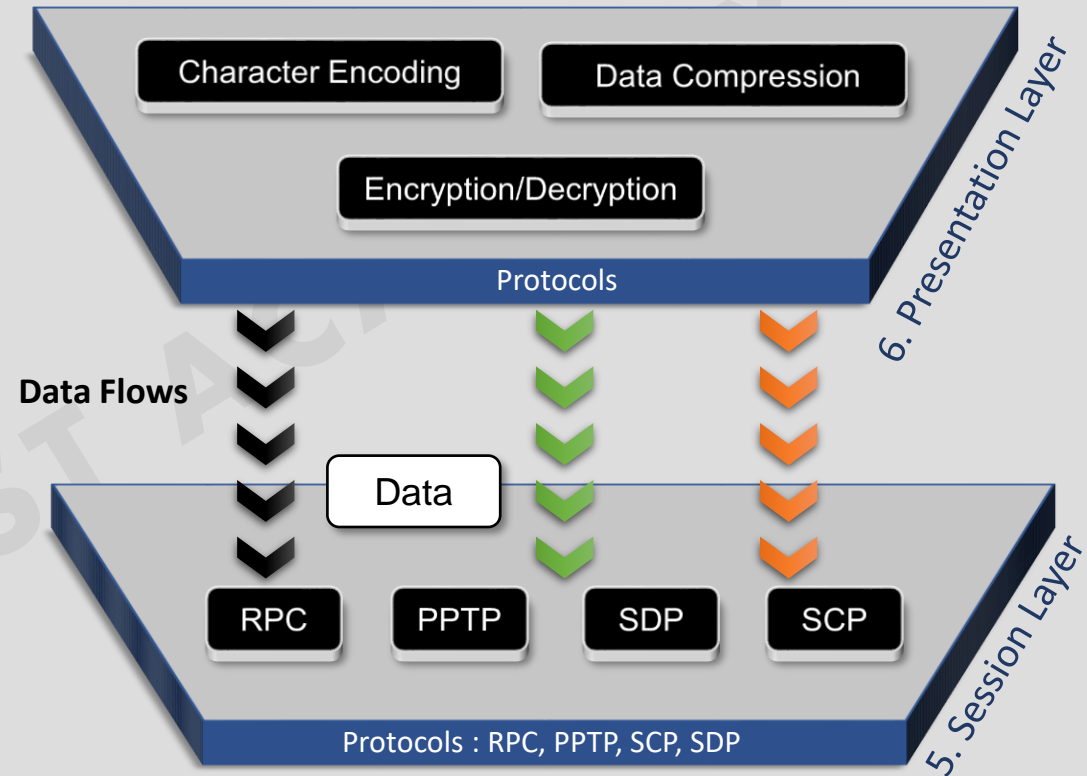 Character Encoding
Data Compression
Encryption/Decryption
Protocols
6. Presentation Layer
Data Flows
Data
RPC
PPTP
SDP
SCP
Protocols : RPC, PPTP, SCP, SDP
5. Session Layer